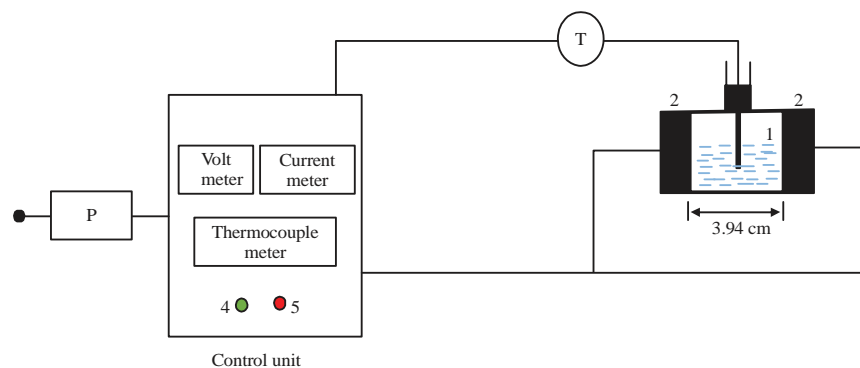 T
2
2
1
Volt
meter
Current
meter
P
3.94 cm
Thermocouple
meter
4
5
Control unit